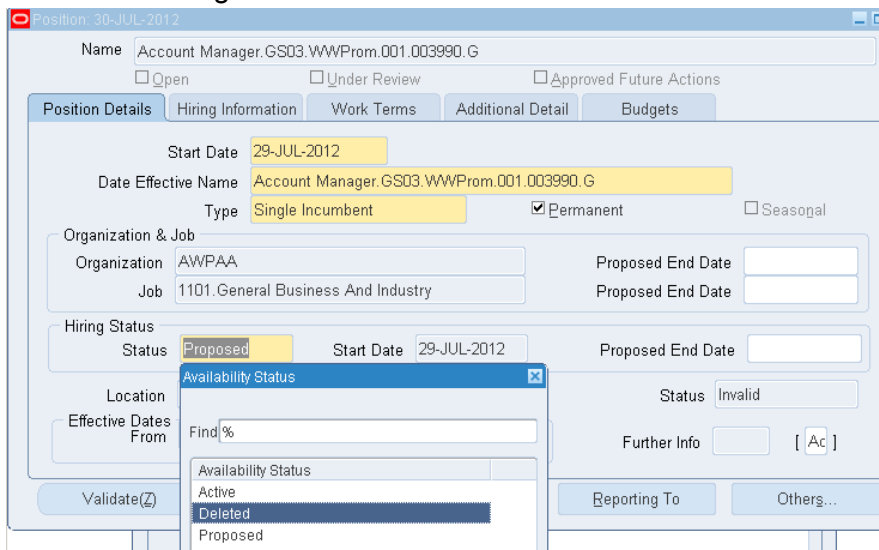 Position: 30-JUL-2012
Name Account Manager.GS03.WWProm.001.003990.G
Open Under Review Approved Future Actions
Position Details Hiring Information Work Terms Additional Detail Budgets
Start Date 29-JUL-2012
Date Effective Name Account Manager.GS03.WWProm.001.003990.G
Type Single Incumbent Permanent Seasonal
Organization & Job
Organization AWPAA Proposed End Date
Job 1101.General Business And Industry Proposed End Date
Hiring Status
Status Proposed Start Date 29-JUL-2012 Proposed End Date
Availability Status
Location Status Invalid
Effective Dates
From Find % Further Info [ Ac ]
Availability Status
Active
Validate(Z) Deleted Reporting To Others...
Proposed